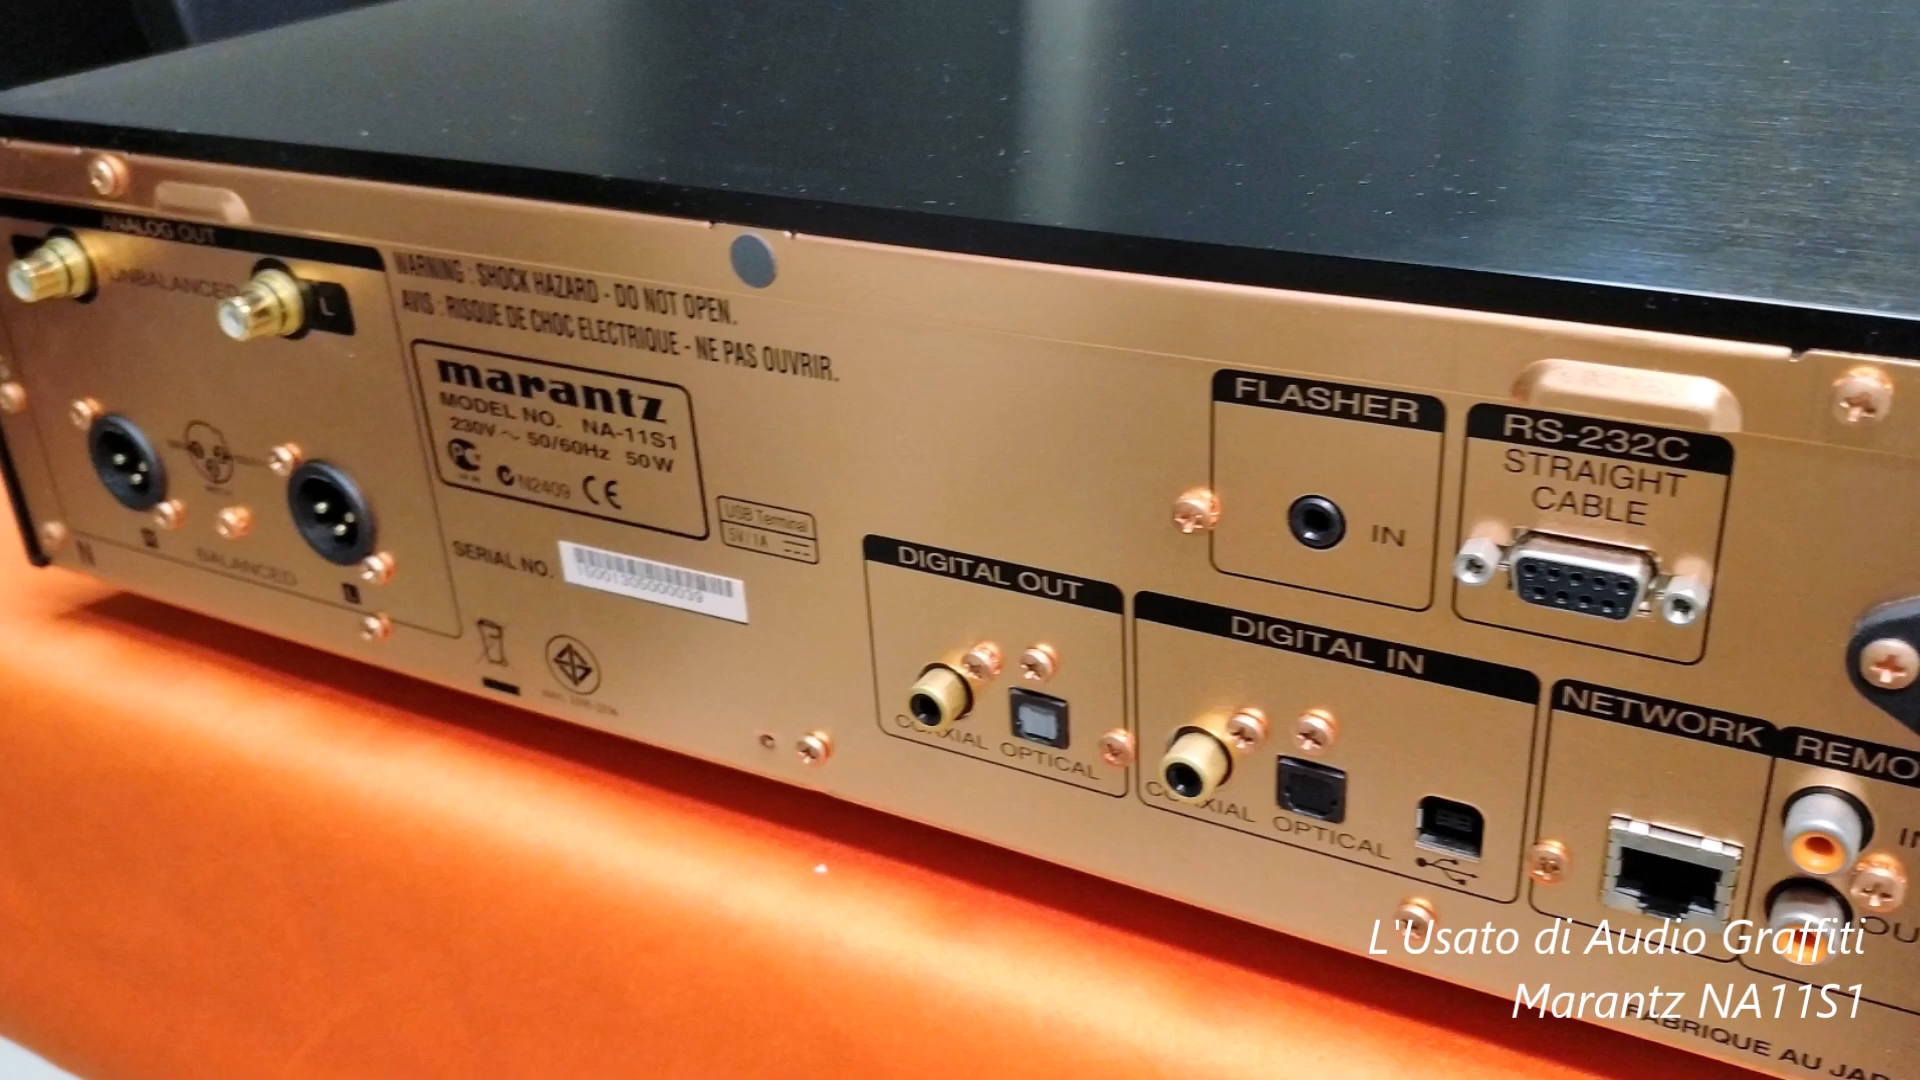 ANALOG OUT
UNBALANCED
L
WARNING : SHOCK HAZARD - DO NOT OPEN.
AVIS : RISQUE DE CHOC ELECTRIQUE - NE PAS OUVRIR.
marantz
MODEL NO. NA-11S1
230V ~ 50/60Hz 50W
N2409 CE
USB Terminal
5V/1A
SERIAL NO.
BALANCED
L
N
FLASHER
IN
RS-232C
STRAIGHT
CABLE
DIGITAL OUT
COAXIAL OPTICAL
DIGITAL IN
COAXIAL OPTICAL
NETWORK
REMO
IN
OU
L'Usato di Audio Graffiti
Marantz NA11S1
FABRIQUE AU JAP